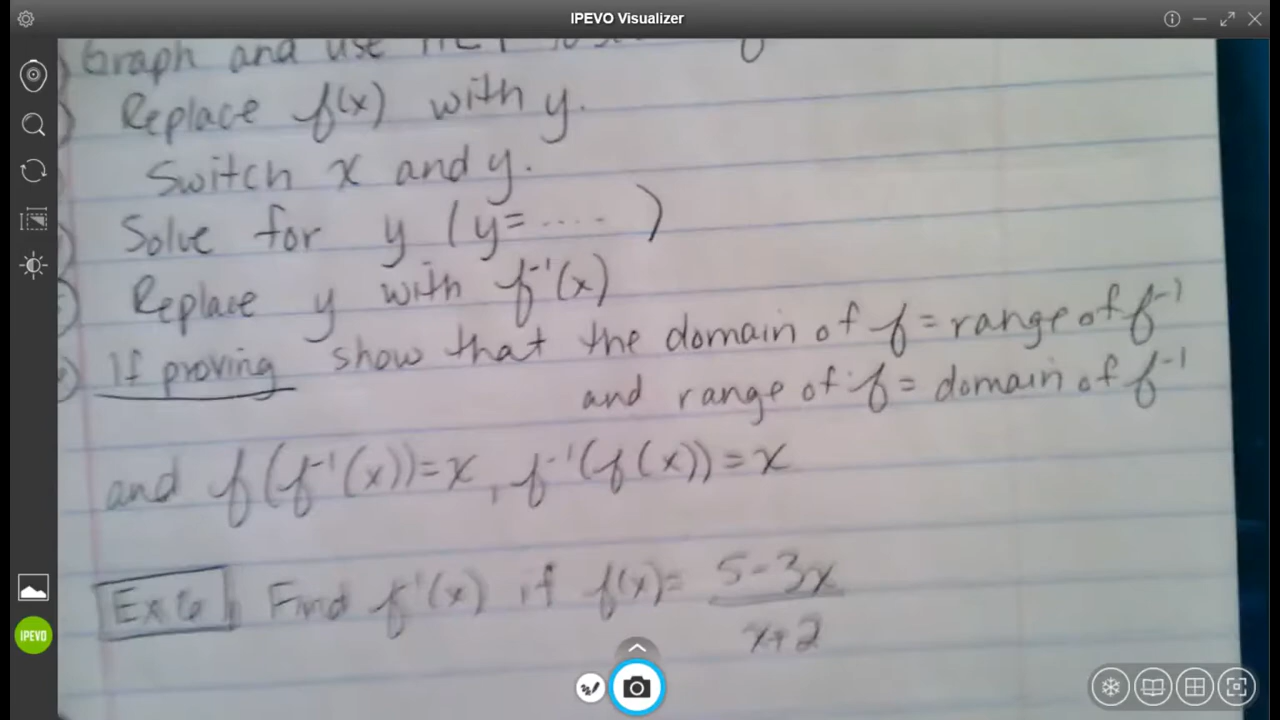 IPEVO Visualizer
Graph and use
Replace f(x) with y.
Switch x and y.
Solve for y (y= ..... )
Replace y with f⁻¹(x)
If proving show that the domain of f = range of f⁻¹
and range of f = domain of f⁻¹
and f(f⁻¹(x)) = x, f⁻¹(f(x)) = x
Find f⁻¹(x) if f(x) = 5-3x
x+2
IPEVO